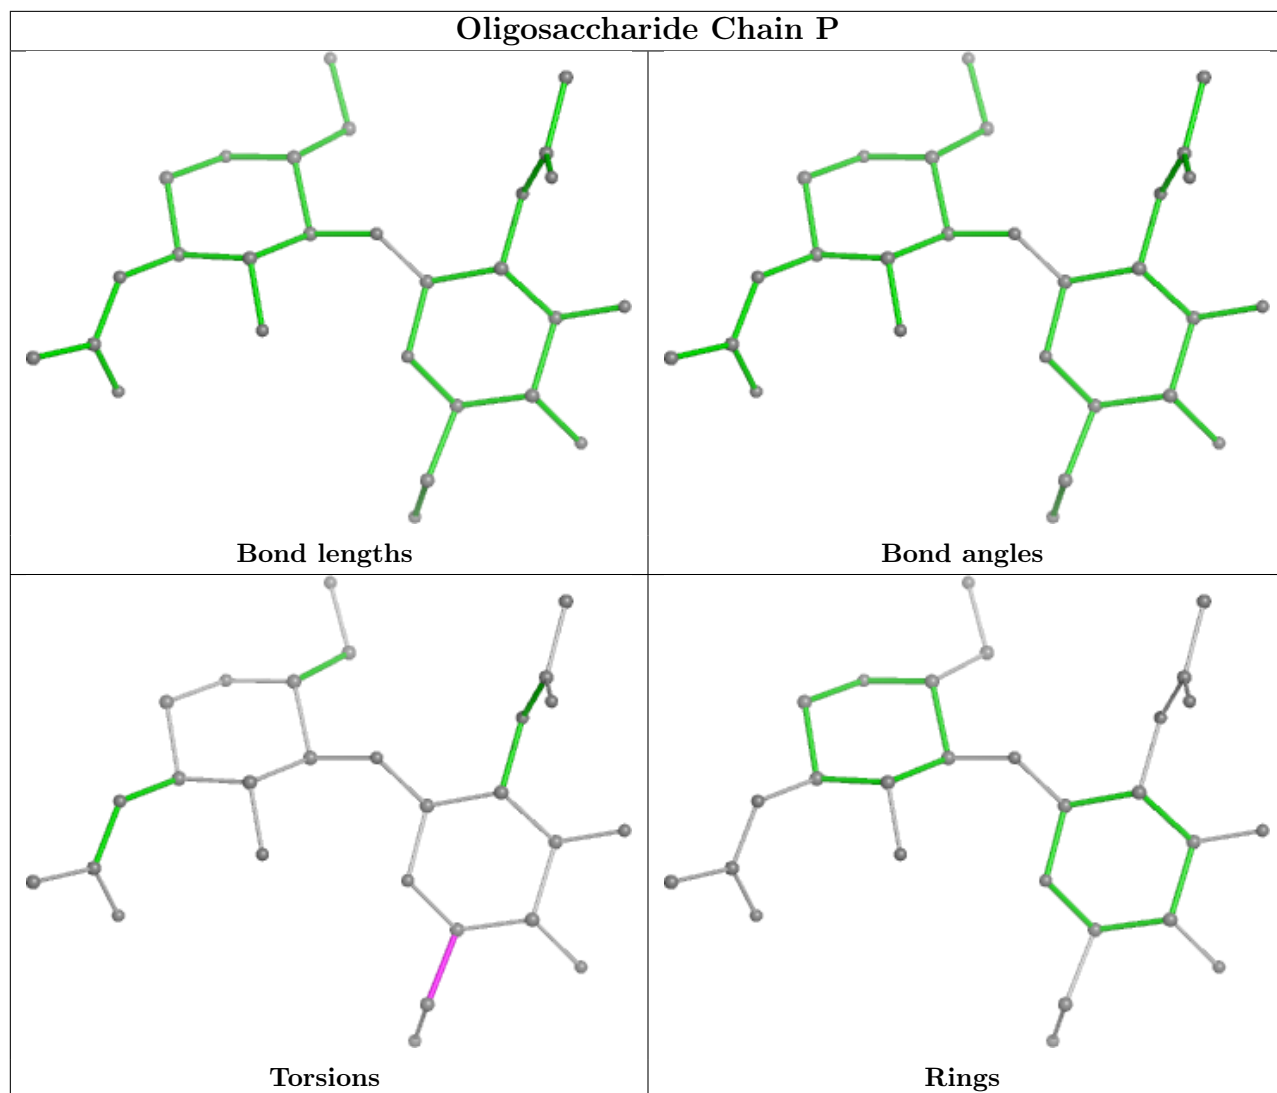 Oligosaccharide Chain P
Bond lengths
Bond angles
Torsions
Rings